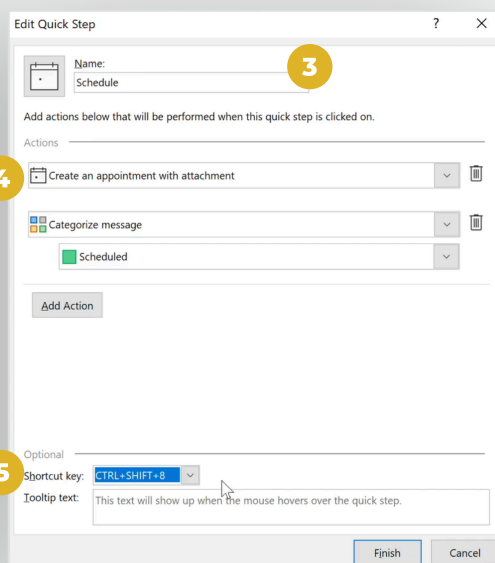 Edit Quick Step ? X
3
Name:
Schedule
Add actions below that will be performed when this quick step is clicked on.
Actions
4
Create an appointment with attachment
Categorize message
Scheduled
Add Action
Optional
5
Shortcut key: CTRL+SHIFT+8
Tooltip text: This text will show up when the mouse hovers over the quick step.
Finish Cancel